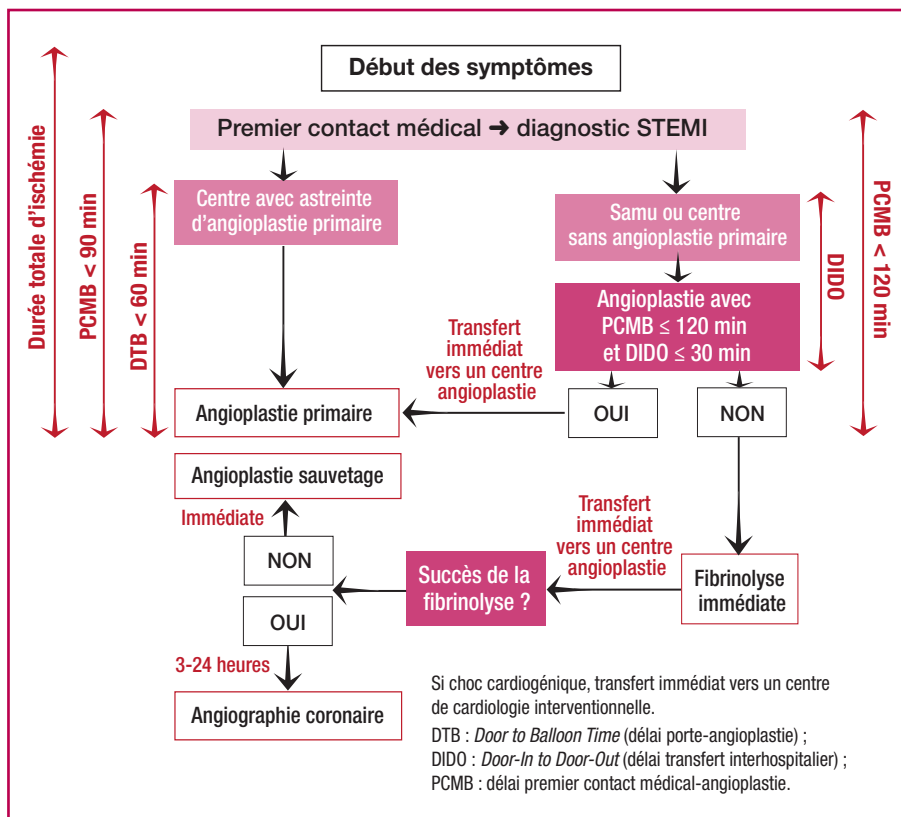 Début des symptômes
Premier contact médical ➜ diagnostic STEMI
Durée totale d'ischémie
PCMB < 90 min
DTB < 60 min
Centre avec astreinte
d'angioplastie primaire
Samu ou centre
sans angioplastie primaire
DIDO
PCMB < 120 min
Angioplastie avec
PCMB ≤ 120 min
et DIDO ≤ 30 min
Transfert
immédiat
vers un centre
angioplastie
Angioplastie primaire
OUI
NON
Angioplastie sauvetage
Immédiate
NON
OUI
Succès de la
fibrinolyse ?
Transfert
immédiat
vers un centre
angioplastie
Fibrinolyse
immédiate
3-24 heures
Angiographie coronaire
Si choc cardiogénique, transfert immédiat vers un centre
de cardiologie interventionnelle.
DTB : Door to Balloon Time (délai porte-angioplastie) ;
DIDO : Door-In to Door-Out (délai transfert interhospitalier) ;
PCMB : délai premier contact médical-angioplastie.